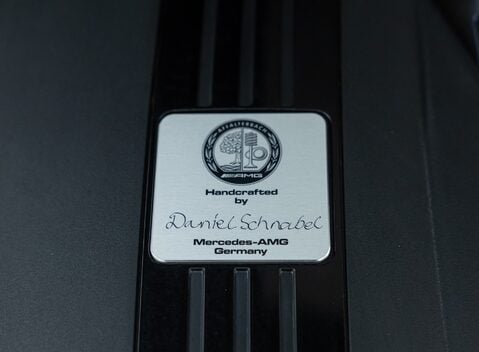 AFFALTERBACH
AMG
Handcrafted
by
Daniel Schnabel
Mercedes-AMG
Germany